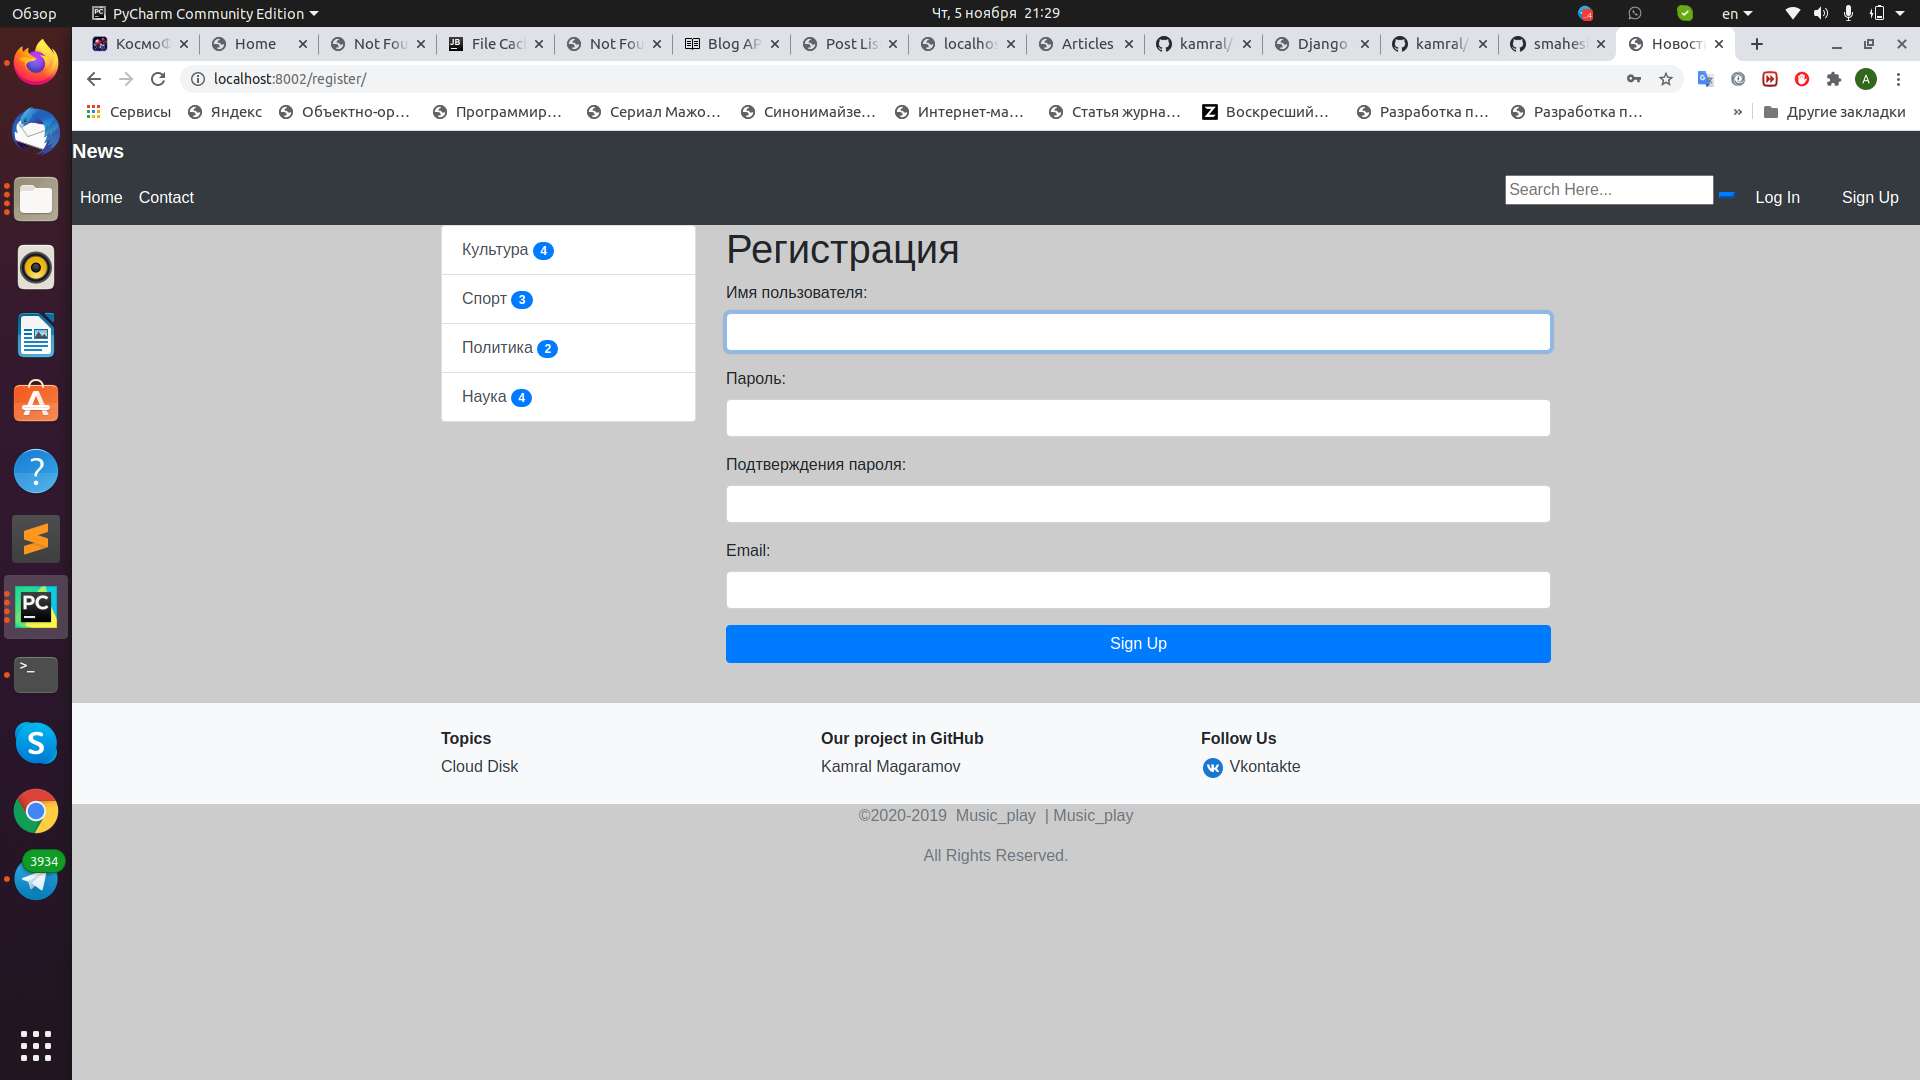 Обзор
PyCharm Community Edition
Чт, 5 ноября 21:29
en
Home
Not Fou
File Cac
Not Fou
Blog AP
Post Lis
localhos
Articles
kamral/
Django
kamral/
smahes
Новост
localhost:8002/register/
A
Сервисы
Яндекс
Объектно-ор...
Программир...
Сериал Мажо...
Синонимайзе...
Интернет-ма...
Статья журна...
Воскресший...
Разработка п...
Разработка п...
»
Другие закладки
News
Home
Contact
Search Here...
Log In
Sign Up
Культура 4
Спорт 3
Политика 2
Наука 4
Регистрация
Имя пользователя:
Пароль:
Подтверждения пароля:
Email:
Sign Up
Topics
Cloud Disk
Our project in GitHub
Kamral Magaramov
Follow Us
Vkontakte
©2020-2019 Music_play | Music_play
All Rights Reserved.
PC
3934